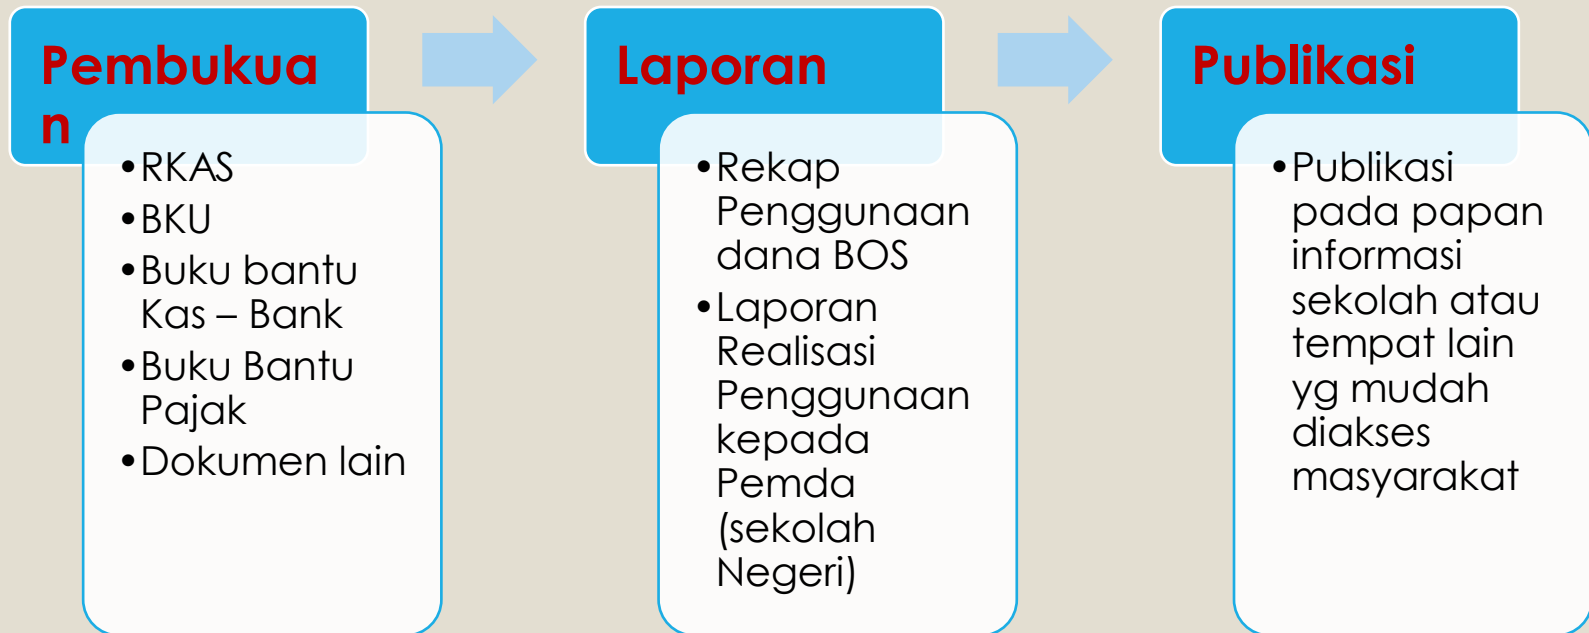 Pembukua
n
•RKAS
•BKU
•Buku bantu
Kas – Bank
•Buku Bantu
Pajak
•Dokumen lain
Laporan
•Rekap
Penggunaan
dana BOS
•Laporan
Realisasi
Penggunaan
kepada
Pemda
(sekolah
Negeri)
Publikasi
•Publikasi
pada papan
informasi
sekolah atau
tempat lain
yg mudah
diakses
masyarakat